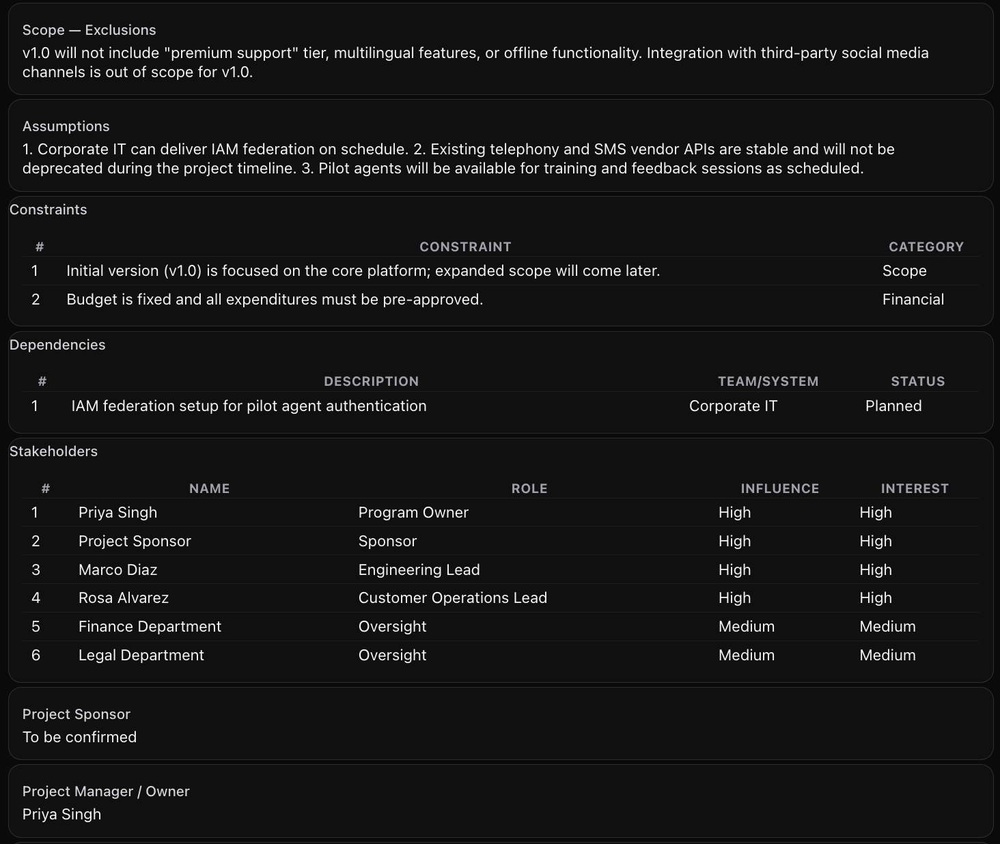 Scope — Exclusions
v1.0 will not include "premium support" tier, multilingual features, or offline functionality. Integration with third-party social media
channels is out of scope for v1.0.
Assumptions
1. Corporate IT can deliver IAM federation on schedule. 2. Existing telephony and SMS vendor APIs are stable and will not be
deprecated during the project timeline. 3. Pilot agents will be available for training and feedback sessions as scheduled.
Constraints
# CONSTRAINT CATEGORY
1 Initial version (v1.0) is focused on the core platform; expanded scope will come later. Scope
2 Budget is fixed and all expenditures must be pre-approved. Financial
Dependencies
# DESCRIPTION TEAM/SYSTEM STATUS
1 IAM federation setup for pilot agent authentication Corporate IT Planned
Stakeholders
# NAME ROLE INFLUENCE INTEREST
1 Priya Singh Program Owner High High
2 Project Sponsor Sponsor High High
3 Marco Diaz Engineering Lead High High
4 Rosa Alvarez Customer Operations Lead High High
5 Finance Department Oversight Medium Medium
6 Legal Department Oversight Medium Medium
Project Sponsor
To be confirmed
Project Manager / Owner
Priya Singh